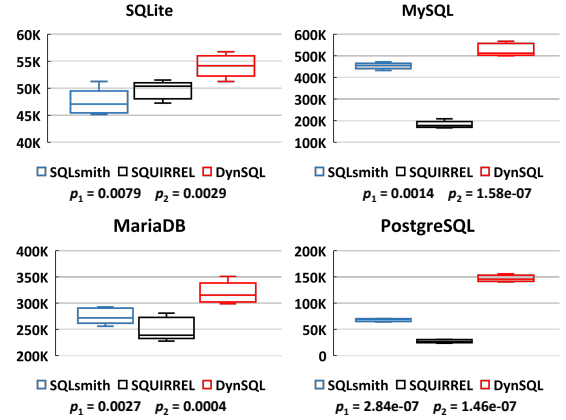 SQLite
60K
55K
50K
45K
40K
SQLsmith SQUIRREL DynSQL
p1 = 0.0079 p2 = 0.0029
MySQL
600K
500K
400K
300K
200K
100K
SQLsmith SQUIRREL DynSQL
p1 = 0.0014 p2 = 1.58e-07
MariaDB
400K
350K
300K
250K
200K
SQLsmith SQUIRREL DynSQL
p1 = 0.0027 p2 = 0.0004
PostgreSQL
200K
150K
100K
50K
0
SQLsmith SQUIRREL DynSQL
p1 = 2.84e-07 p2 = 1.46e-07